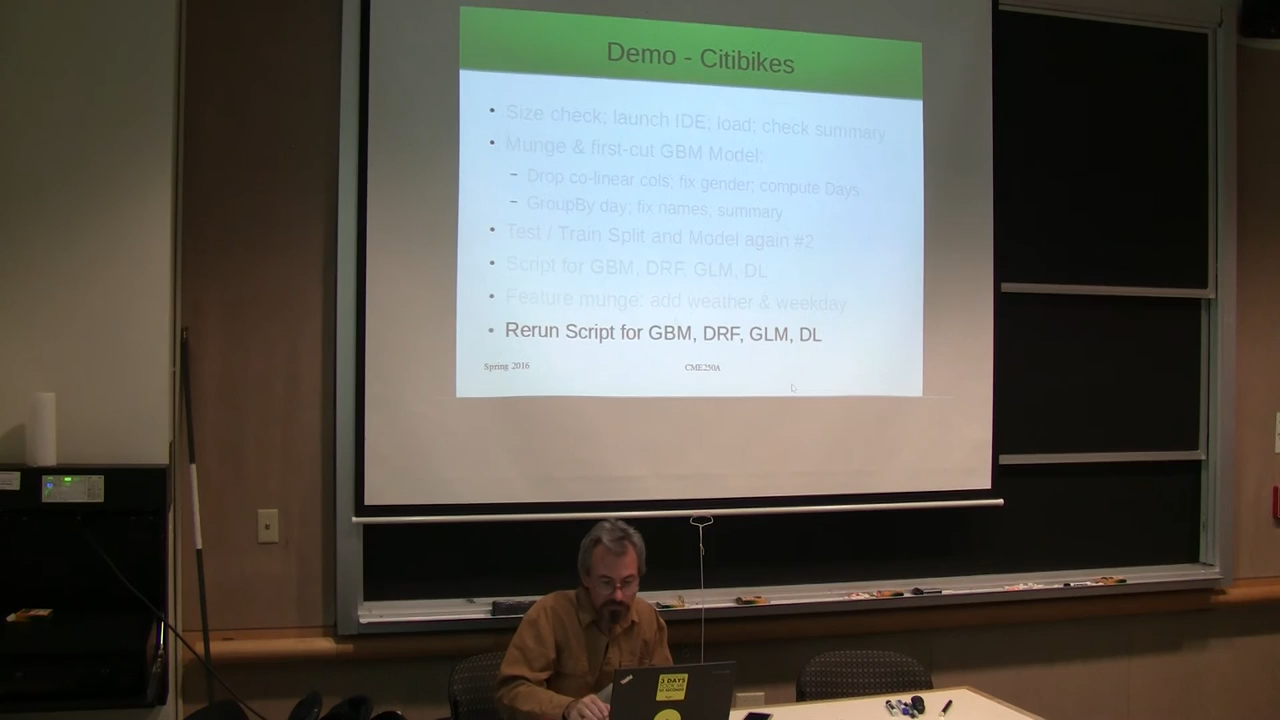 Demo - Citibikes
• Size check; launch IDE; load; check summary
• Munge & first-cut GBM Model:
– Drop co-linear cols; fix gender; compute Days
– GroupBy day; fix names; summary
• Test / Train Split and Model again #2
• Script for GBM, DRF, GLM, DL
• Feature munge: add weather & weekday
• Rerun Script for GBM, DRF, GLM, DL
Spring 2016
CME250A
3 DAYS